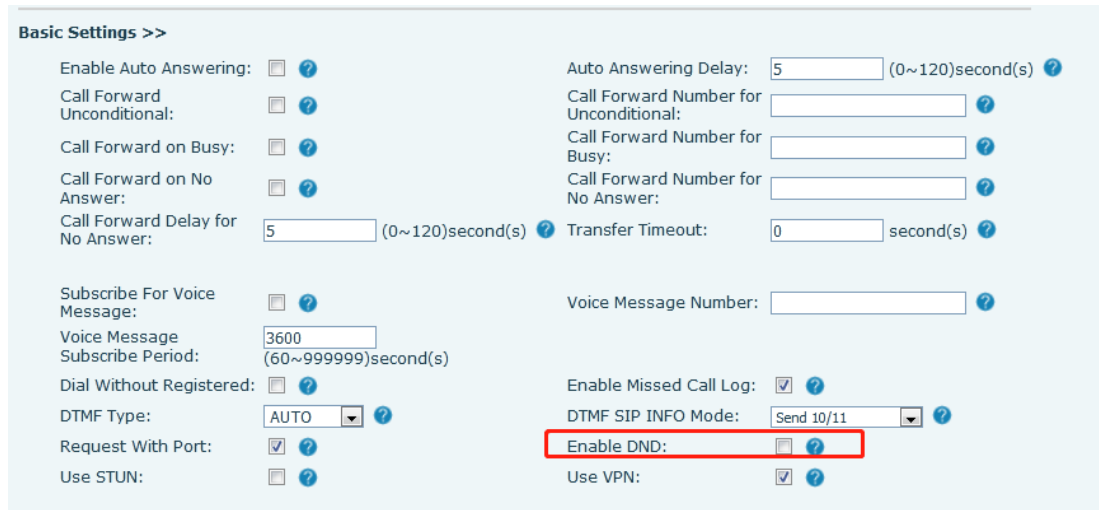 Basic Settings >>
Enable Auto Answering: ?
Auto Answering Delay: 5 (0~120)second(s) ?
Call Forward
Unconditional: ?
Call Forward Number for
Unconditional: ?
Call Forward on Busy: ?
Call Forward Number for
Busy: ?
Call Forward on No
Answer: ?
Call Forward Number for
No Answer: ?
Call Forward Delay for
No Answer: 5 (0~120)second(s) ?
Transfer Timeout: 0 second(s) ?
Subscribe For Voice
Message: ?
Voice Message Number: ?
Voice Message
Subscribe Period: 3600
(60~999999)second(s)
Dial Without Registered: ?
Enable Missed Call Log: ?
DTMF Type: AUTO ?
DTMF SIP INFO Mode: Send 10/11 ?
Request With Port: ?
Enable DND: ?
Use STUN: ?
Use VPN: ?